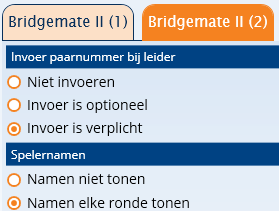 Bridgemate II (1) Bridgemate II (2)
Invoer paarnummer bij leider
Niet invoeren
Invoer is optioneel
Invoer is verplicht
Spelernamen
Namen niet tonen
Namen elke ronde tonen